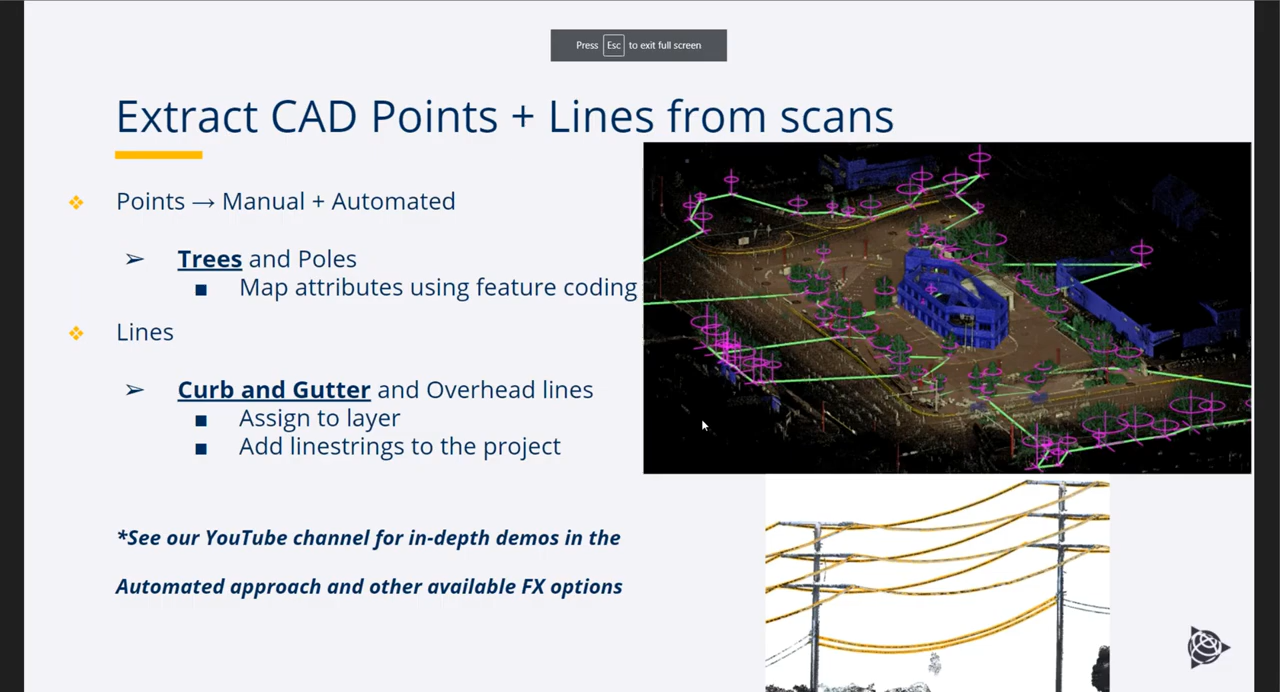 Press Esc to exit full screen
Extract CAD Points + Lines from scans
❖ Points → Manual + Automated
➢ Trees and Poles
■ Map attributes using feature coding
❖ Lines
➢ Curb and Gutter and Overhead lines
■ Assign to layer
■ Add linestrings to the project
*See our YouTube channel for in-depth demos in the
Automated approach and other available FX options